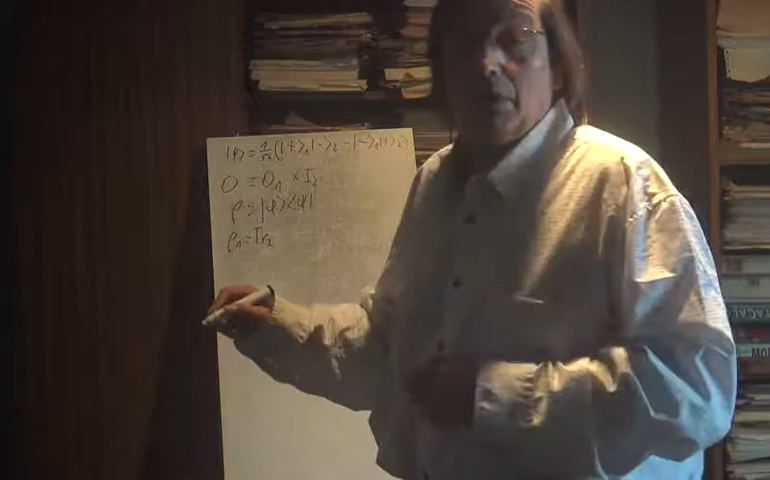 |ψ> = 1/√2 (|+>₁|->₂ - |->₁|+>₂)
O = O₁ × I₂
ρ = |ψ><ψ|
ρ₁ = Tr₂